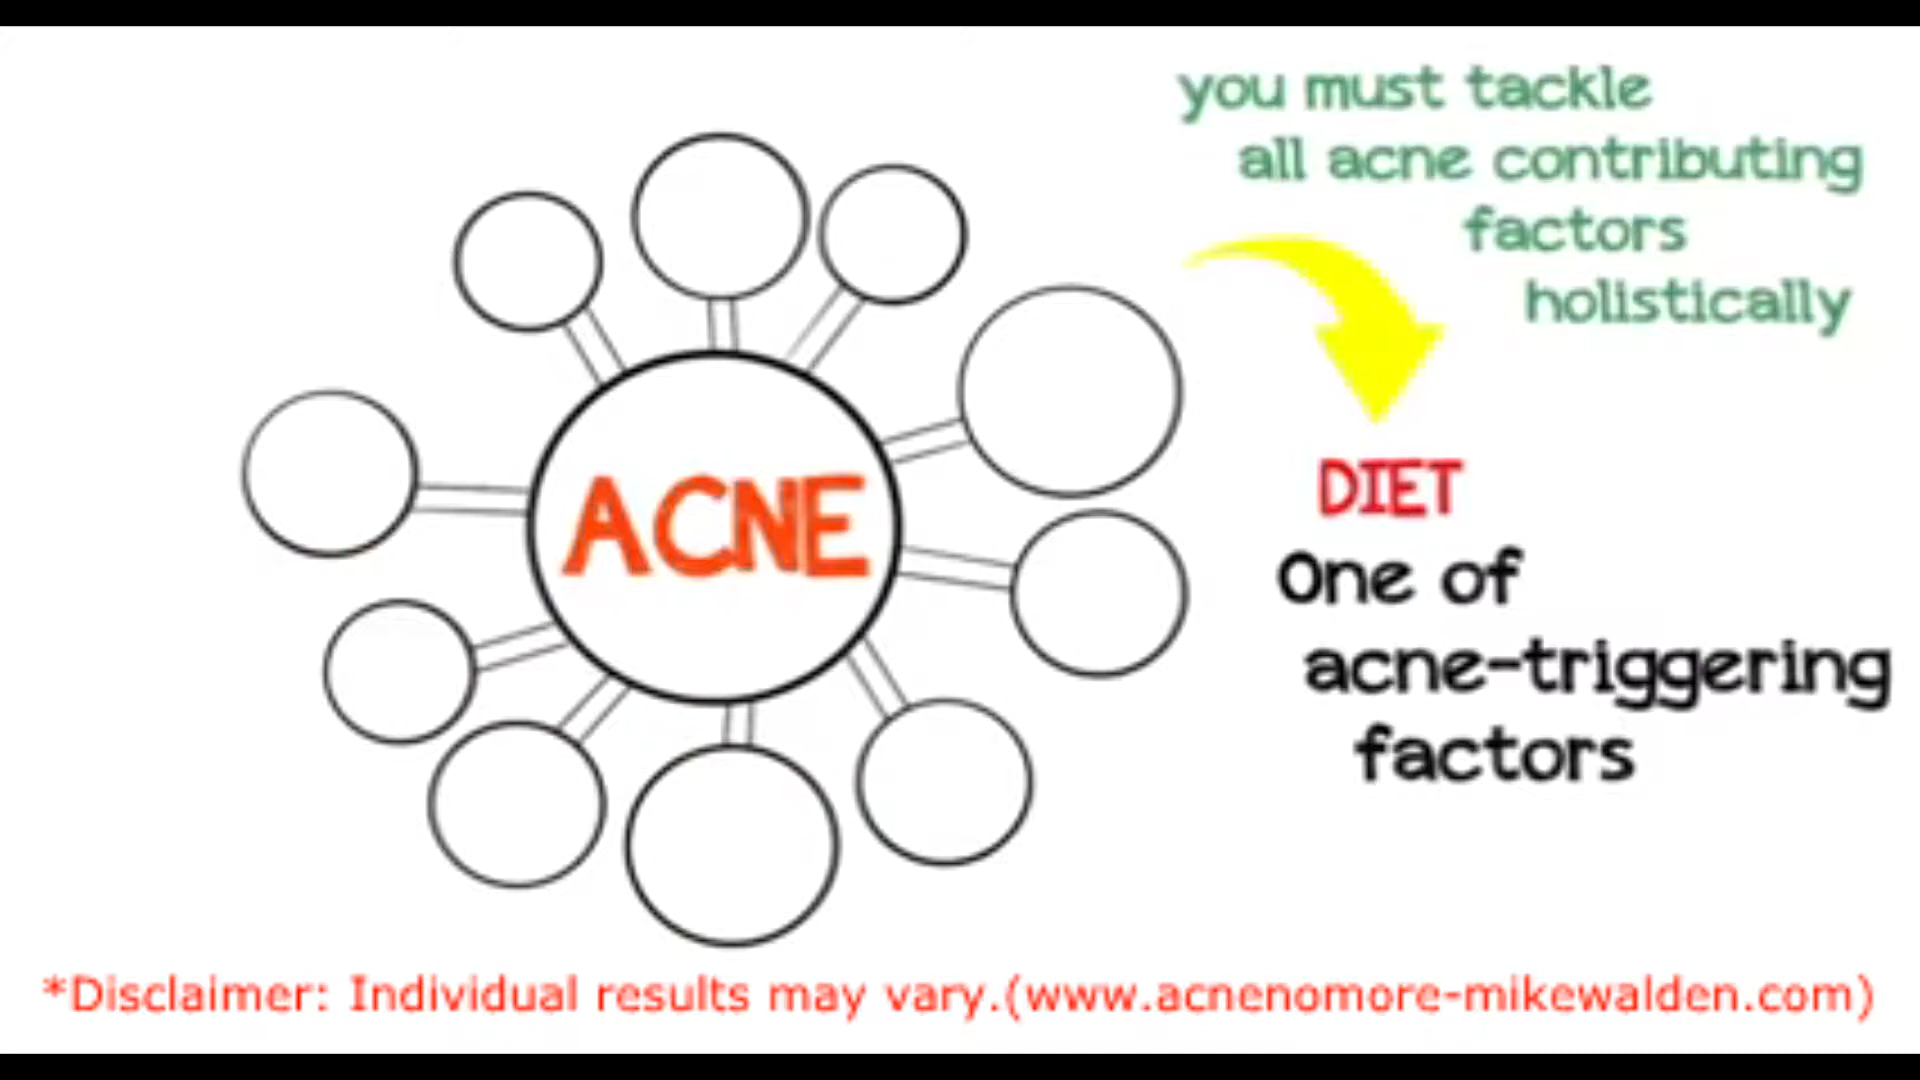 you must tackle
all acne contributing
factors
holistically
ACNE
DIET
One of
acne-triggering
factors
*Disclaimer: Individual results may vary.(www.acnenomore-mikewalden.com)